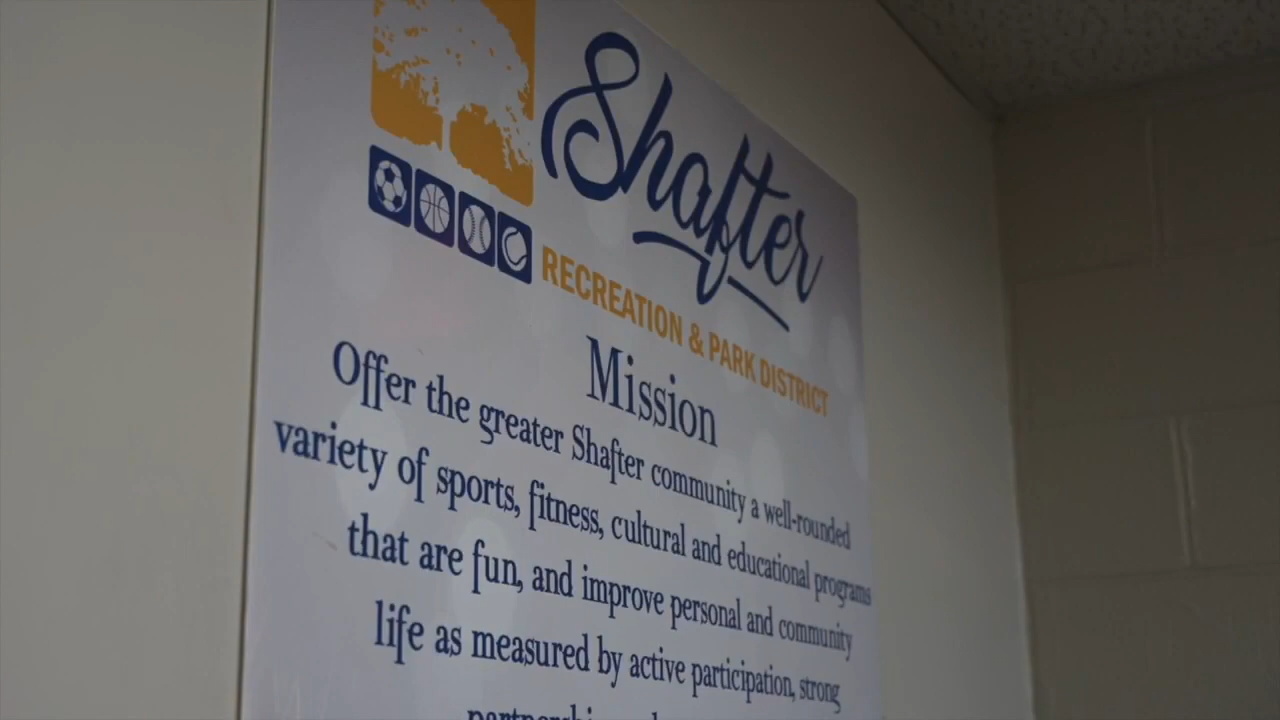 Shafter
RECREATION & PARK DISTRICT
Mission
Offer the greater Shafter community a well-rounded
variety of sports, fitness, cultural and educational programs
that are fun, and improve personal and community
life as measured by active participation, strong